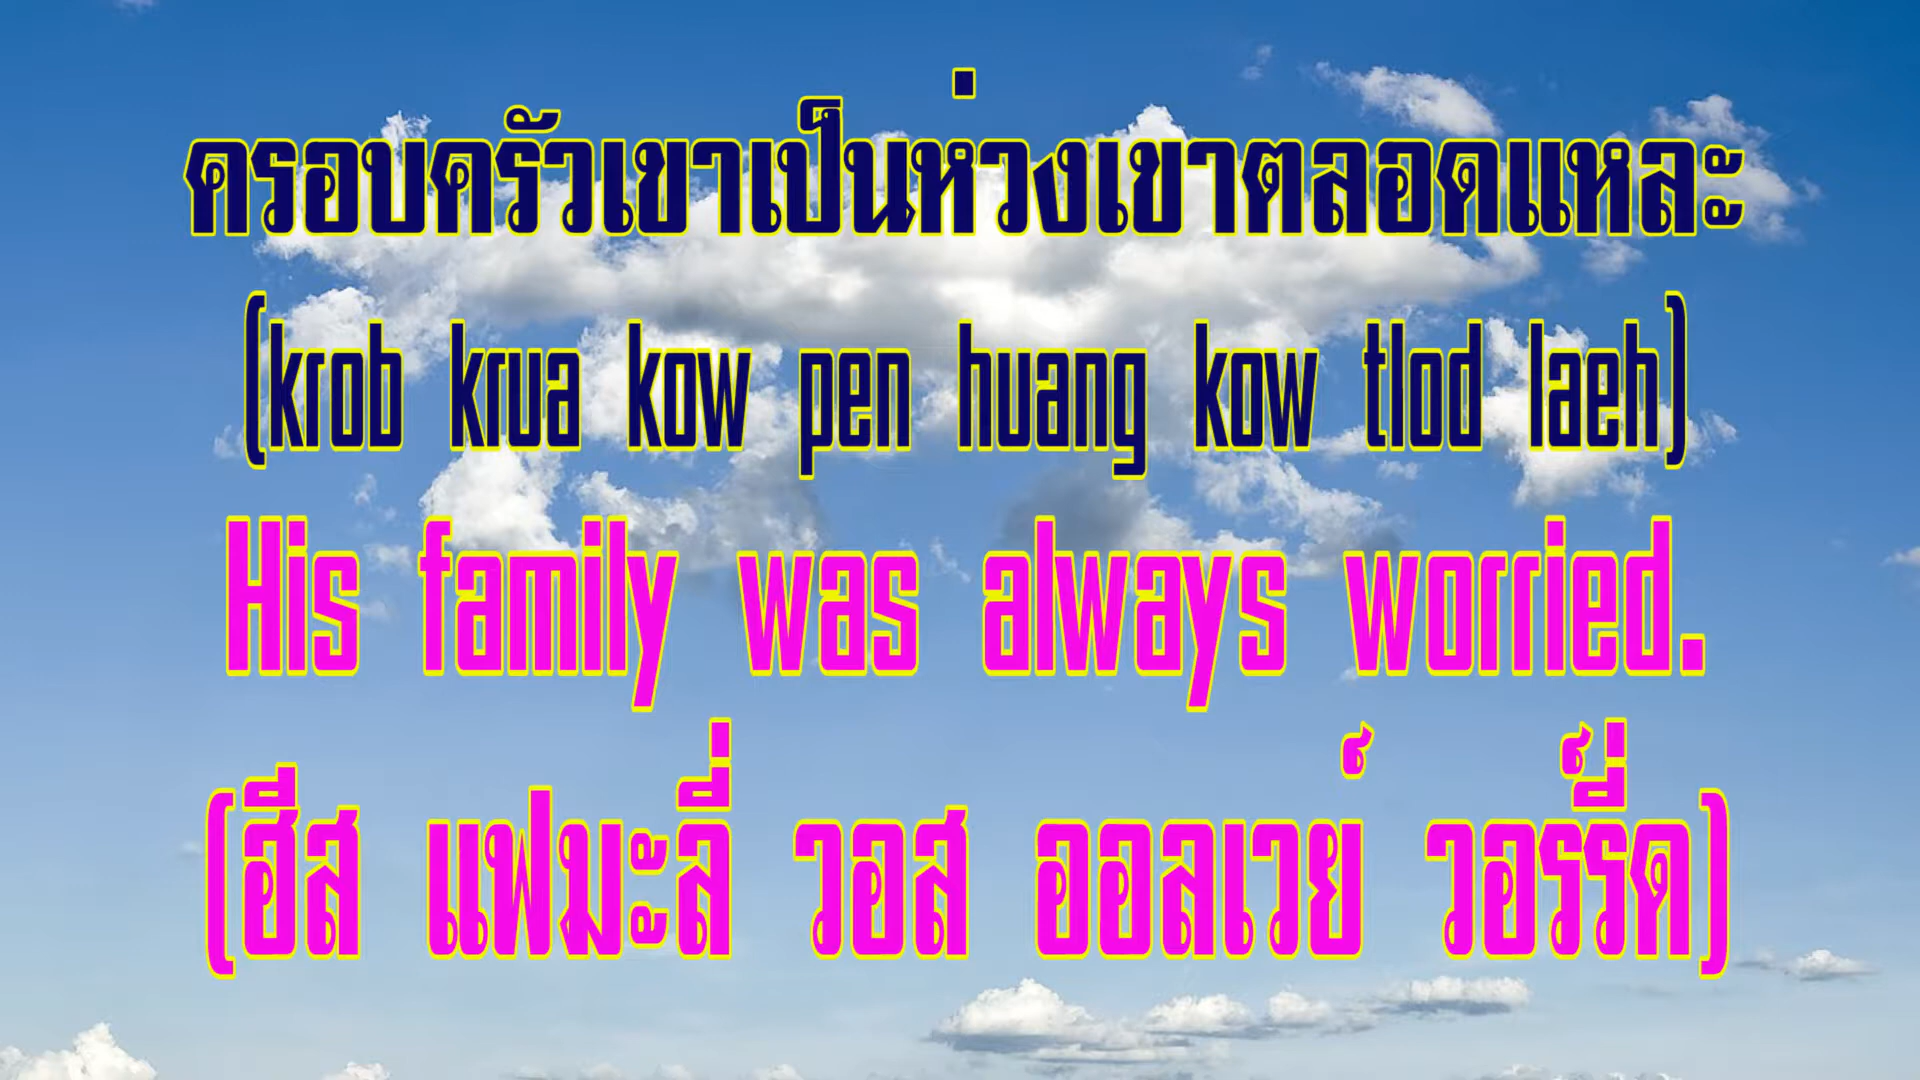 ครอบครัวเขาเป็นห่วงเขาตลอดแหละ
(krob krua kow pen huang kow tlod laeh)
His family was always worried.
(ฮีส แฟมะลี่ วอส ออลเวย์ วอร์รี่ด)